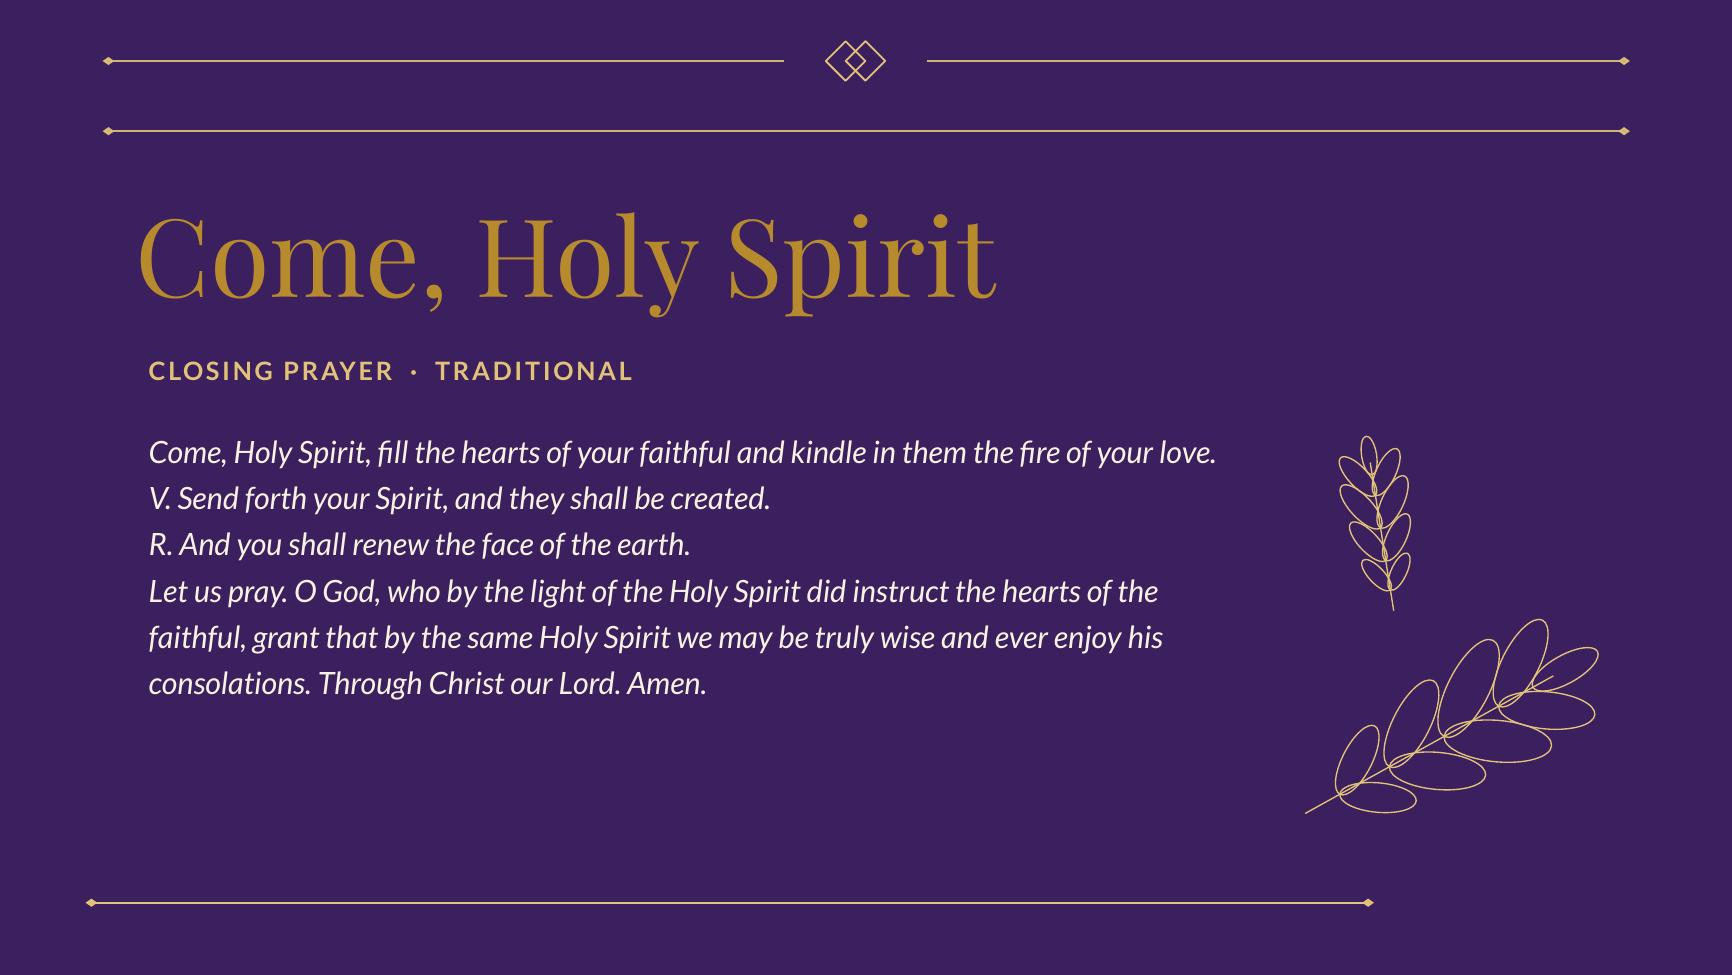 Come, Holy Spirit
CLOSING PRAYER · TRADITIONAL
Come, Holy Spirit, fill the hearts of your faithful and kindle in them the fire of your love.
V. Send forth your Spirit, and they shall be created.
R. And you shall renew the face of the earth.
Let us pray. O God, who by the light of the Holy Spirit did instruct the hearts of the
faithful, grant that by the same Holy Spirit we may be truly wise and ever enjoy his
consolations. Through Christ our Lord. Amen.